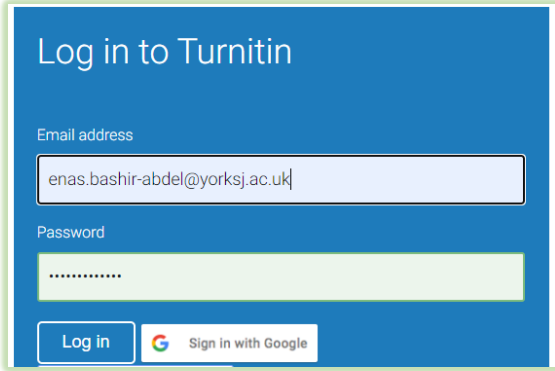 Log in to Turnitin
Email address
enas.bashir-abdel@yorksj.ac.uk
Password
.............
Log in
G Sign in with Google